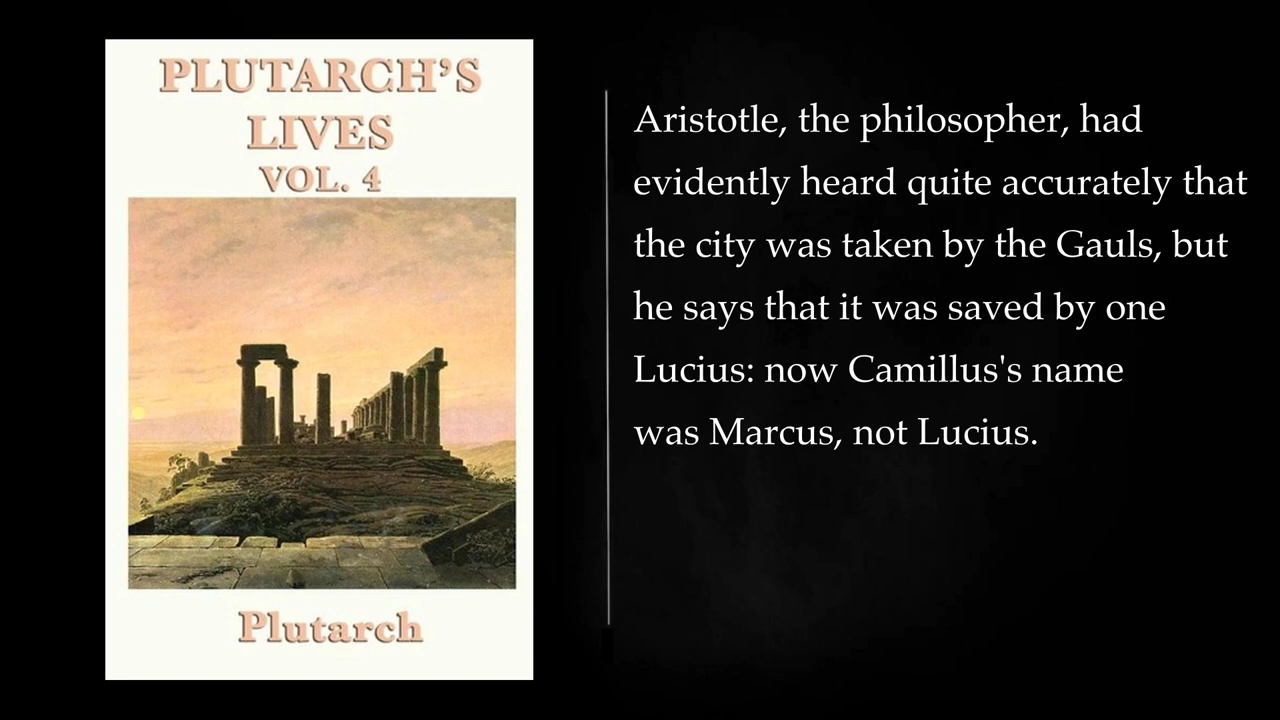 PLUTARCH'S
LIVES
VOL. 4
Plutarch
Aristotle, the philosopher, had
evidently heard quite accurately that
the city was taken by the Gauls, but
he says that it was saved by one
Lucius: now Camillus's name
was Marcus, not Lucius.